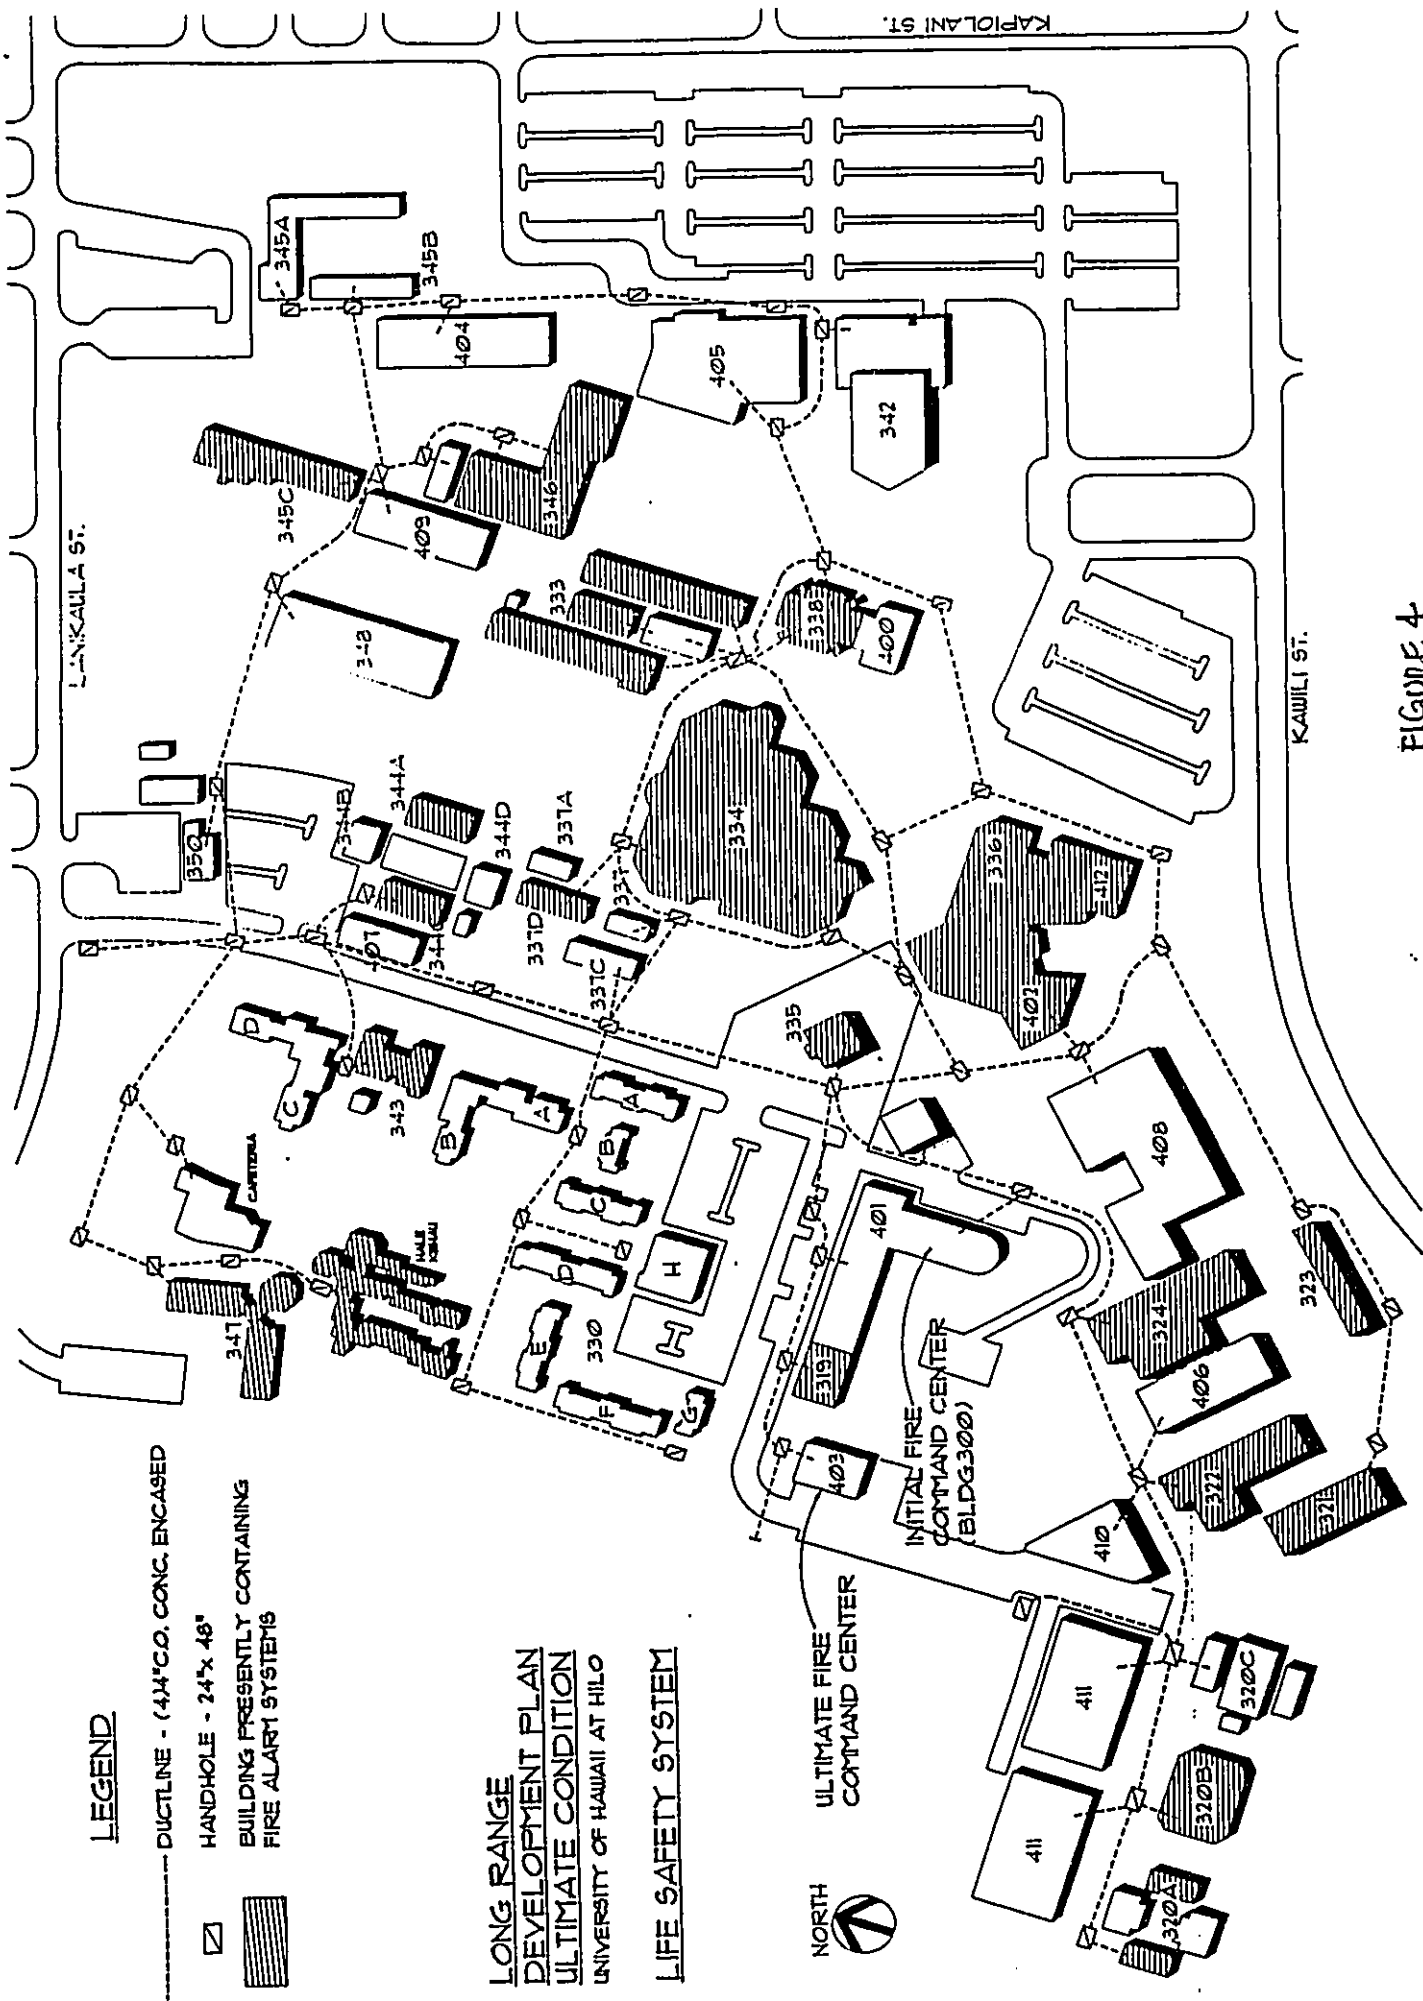 LEGEND
DUCTLINE - (4)4"C.O. CONC. ENCASED
HANDHOLE - 24" x 48"
BUILDING PRESENTLY CONTAINING
FIRE ALARM SYSTEMS
LONG RANGE
DEVELOPMENT PLAN
ULTIMATE CONDITION
UNIVERSITY OF HAWAII AT HILO
LIFE SAFETY SYSTEM
NORTH
ULTIMATE FIRE
COMMAND CENTER
INITIAL FIRE
COMMAND CENTER
(BLDG 300)
KAPIOLANI ST.
KAWILI ST.
FIGURE 4
345A
345B
404
405
342
345C
409
346
348
333
338
400
350
344B
344A
344D
337A
334
407
337D
337C
335
336
412
402
D
C
343
B
A
A
B
C
D
E
F
G
H
330
CAFETERIA
347
HALE
401
319
403
408
324
323
406
322
321
410
411
411
320C
320B
320A